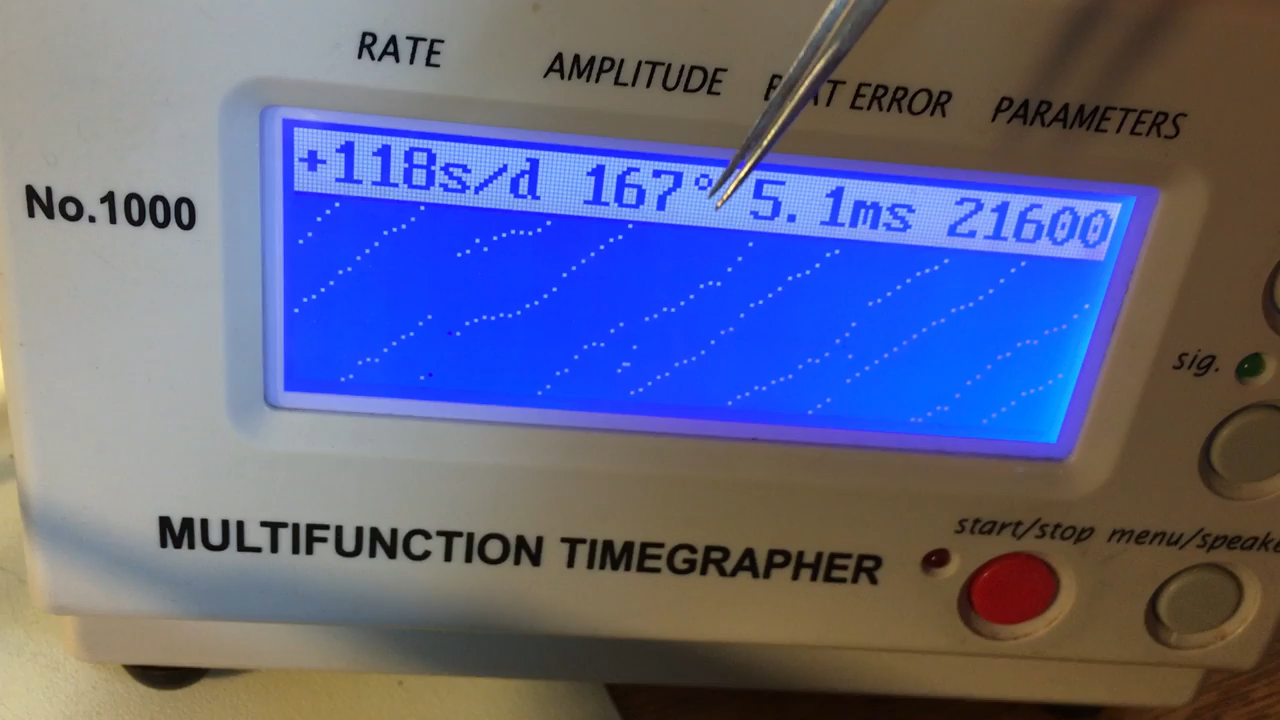 RATE AMPLITUDE ERROR PARAMETERS
+118s/d 167° 5.1ms 21600
No.1000
sig.
start/stop menu/speake
MULTIFUNCTION TIMEGRAPHER